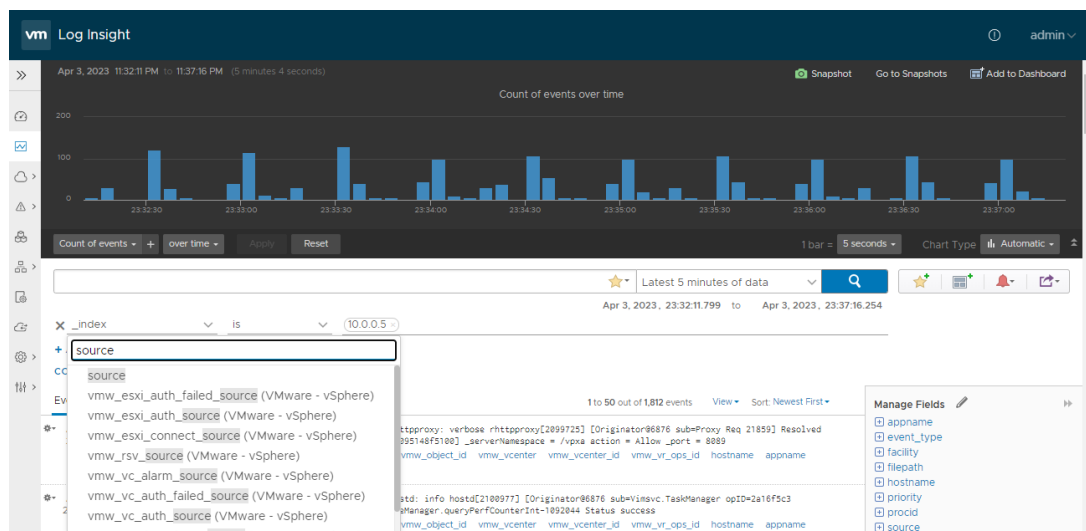 vm Log Insight
admin
Apr 3, 2023 11:32:11 PM to 11:37:16 PM (5 minutes 4 seconds)
Snapshot
Go to Snapshots
Add to Dashboard
Count of events over time
200
100
0
23:32:30
23:33:00
23:33:30
23:34:00
23:34:30
23:35:00
23:35:30
23:36:00
23:36:30
23:37:00
Count of events
+
over time
Apply
Reset
1 bar = 5 seconds
Chart Type
Automatic
Latest 5 minutes of data
Apr 3, 2023, 23:32:11.799 to Apr 3, 2023, 23:37:16.254
_index
is
10.0.0.5
+
source
source
vmw_esxi_auth_failed_source (VMware - vSphere)
vmw_esxi_auth_source (VMware - vSphere)
vmw_esxi_connect_source (VMware - vSphere)
vmw_rsv_source (VMware - vSphere)
vmw_vc_alarm_source (VMware - vSphere)
vmw_vc_auth_failed_source (VMware - vSphere)
vmw_vc_auth_source (VMware - vSphere)
1 to 50 out of 1,812 events
View
Sort: Newest First
ttpproxy: verbose rhttpproxy[2099725] [Originator@6876 sub=Proxy Req 21859] Resolved
095148f5100] _serverNamespace = /vpxa action = Allow _port = 8089
vmw_object_id vmw_vcenter vmw_vcenter_id vmw_vr_ops_id hostname appname
std: info hostd[2100977] [Originator@6876 sub=Vimsvc.TaskManager opID=2a16f5c3
eManager.queryPerfCounterInt-1092044 Status success
vmw_object_id vmw_vcenter vmw_vcenter_id vmw_vr_ops_id hostname appname
Manage Fields
appname
event_type
facility
filepath
hostname
priority
procid
source